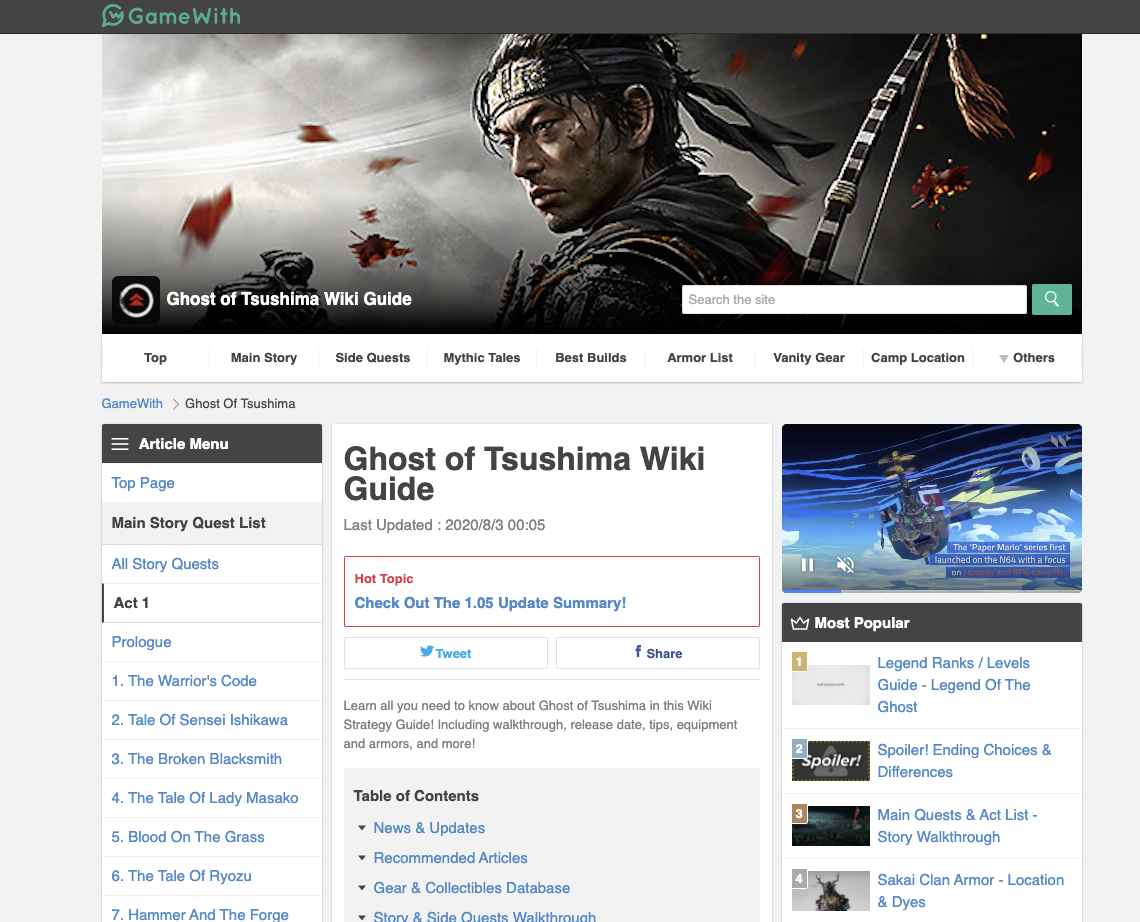 GameWith
Ghost of Tsushima Wiki Guide
Search the site
Top
Main Story
Side Quests
Mythic Tales
Best Builds
Armor List
Vanity Gear
Camp Location
Others
GameWith
Ghost Of Tsushima
Article Menu
Top Page
Main Story Quest List
All Story Quests
Act 1
Prologue
1. The Warrior's Code
2. Tale Of Sensei Ishikawa
3. The Broken Blacksmith
4. The Tale Of Lady Masako
5. Blood On The Grass
6. The Tale Of Ryozu
7. Hammer And The Forge
Ghost of Tsushima Wiki
Guide
Last Updated : 2020/8/3 00:05
Hot Topic
Check Out The 1.05 Update Summary!
Tweet
Share
Learn all you need to know about Ghost of Tsushima in this Wiki
Strategy Guide! Including walkthrough, release date, tips, equipment
and armors, and more!
Table of Contents
News & Updates
Recommended Articles
Gear & Collectibles Database
Story & Side Quests Walkthrough
The 'Paper Mario' series first
launched on the N64 with a focus
on comedy and RPG spinoffs.
Most Popular
1
Legend Ranks / Levels
Guide - Legend Of The
Ghost
2
Spoiler!
Spoiler! Ending Choices &
Differences
3
Main Quests & Act List -
Story Walkthrough
4
Sakai Clan Armor - Location
& Dyes